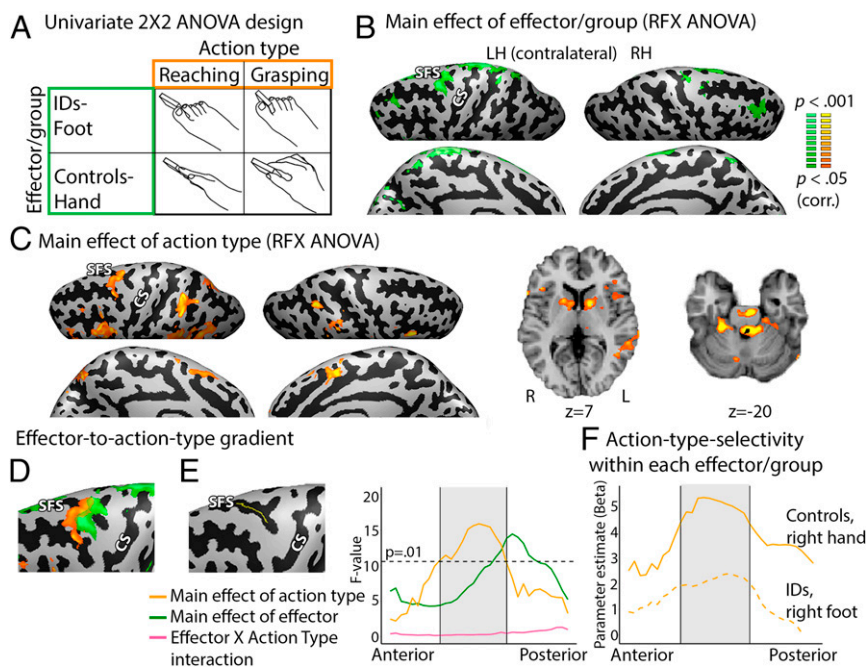 A Univariate 2X2 ANOVA design
Action type
Reaching Grasping
Effector/group
IDs-
Foot
Controls-
Hand
B Main effect of effector/group (RFX ANOVA)
LH (contralateral) RH
SFS
CS
p < .001
p < .05
(corr.)
C Main effect of action type (RFX ANOVA)
SFS
CS
R L
z=7
z=-20
Effector-to-action-type gradient
D
SFS
CS
E
SFS
CS
Main effect of action type
Main effect of effector
Effector X Action Type
interaction
F-value
20
15
10
5
0
p=.01
Anterior Posterior
F Action-type-selectivity
within each effector/group
Parameter estimate (Beta)
5
4
3
2
1
0
Controls,
right hand
IDs,
right foot
Anterior Posterior